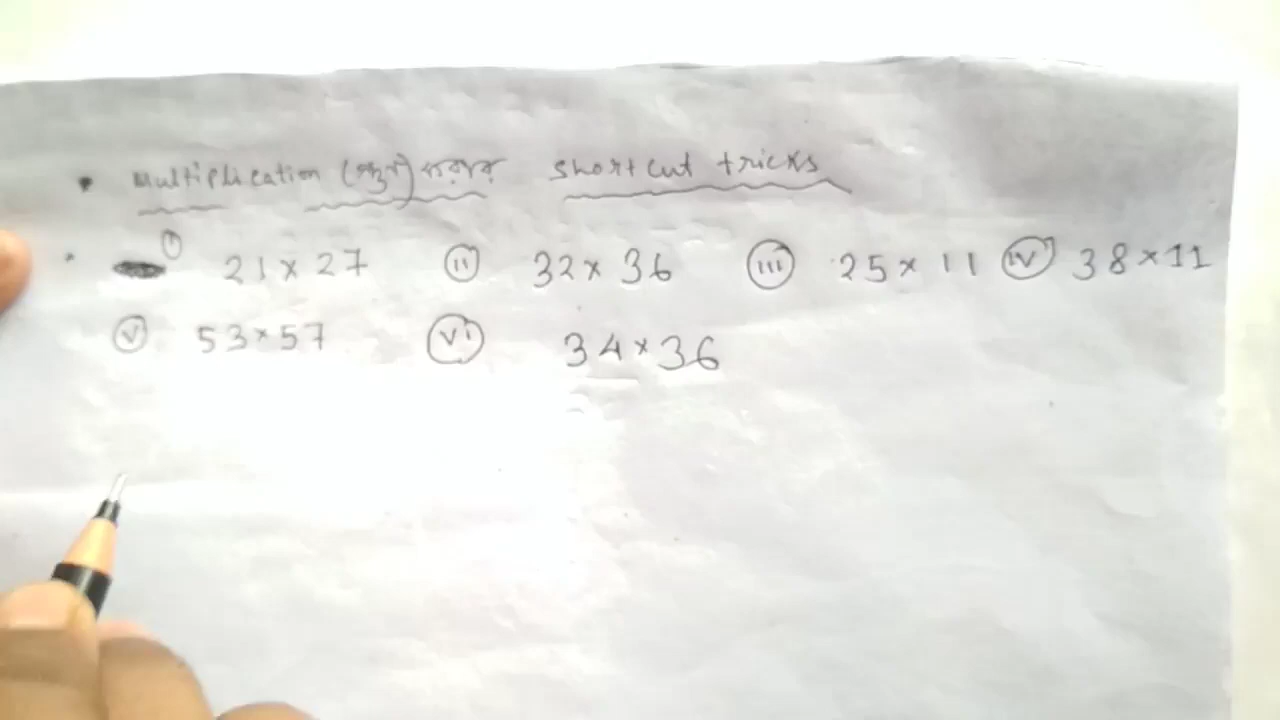 • Multiplication (গুণ) করার shortcut tricks
(i) 21 x 27 (ii) 32 x 36 (iii) 25 x 11 (iv) 38 x 11
(v) 53 x 57 (vi) 34 x 36